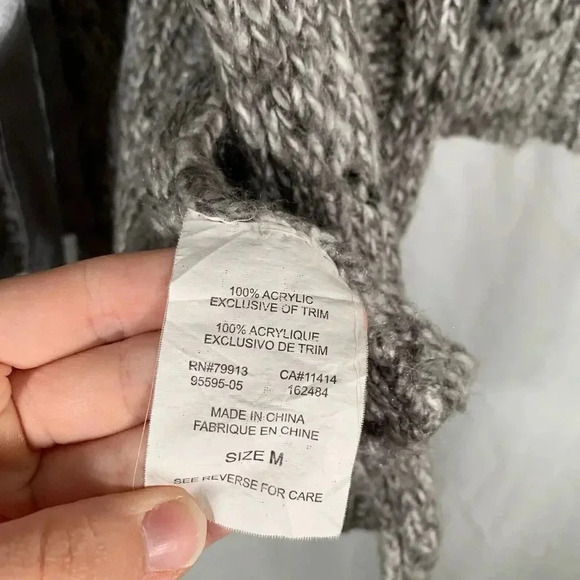 100% ACRYLIC
EXCLUSIVE OF TRIM
100% ACRYLIQUE
EXCLUSIVO DE TRIM
RN#79913 CA#11414
95595-05 162484
MADE IN CHINA
FABRIQUE EN CHINE
SIZE M
SEE REVERSE FOR CARE